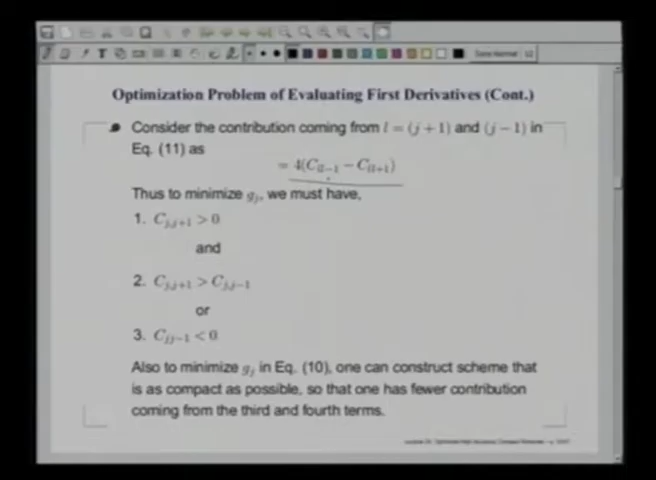 Optimization Problem of Evaluating First Derivatives (Cont.)
Consider the contribution coming from l = (j + 1) and (j − 1) in
Eq. (11) as
= 4(C_{ll−1} − C_{ll+1})
Thus to minimize g_j, we must have,
1. C_{j,j+1} > 0
and
2. C_{j,j+1} > C_{j,j−1}
or
3. C_{jj−1} < 0
Also to minimize g_j in Eq. (10), one can construct scheme that
is as compact as possible, so that one has fewer contribution
coming from the third and fourth terms.